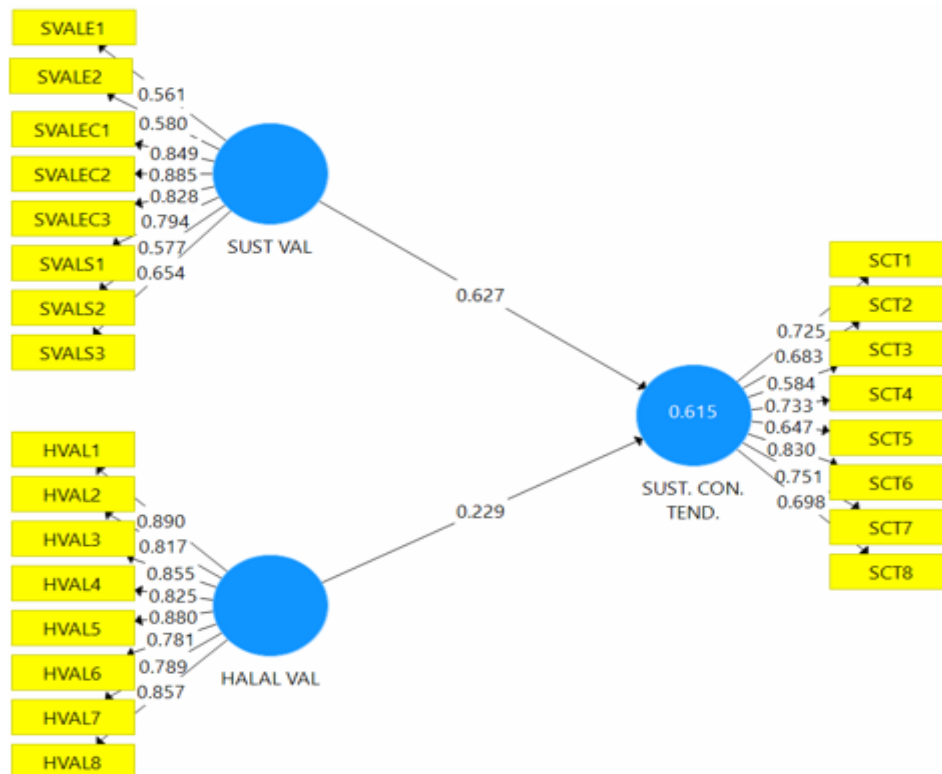 SVALE1
SVALE2
SVALEC1
SVALEC2
SVALEC3
SVALS1
SVALS2
SVALS3
0.561
0.580
0.849
0.885
0.828
0.794
0.577
0.654
SUST VAL
0.627
HVAL1
HVAL2
HVAL3
HVAL4
HVAL5
HVAL6
HVAL7
HVAL8
0.890
0.817
0.855
0.825
0.880
0.781
0.789
0.857
HALAL VAL
0.229
0.615
SUST. CON.
TEND.
0.725
0.683
0.584
0.733
0.647
0.830
0.751
0.698
SCT1
SCT2
SCT3
SCT4
SCT5
SCT6
SCT7
SCT8